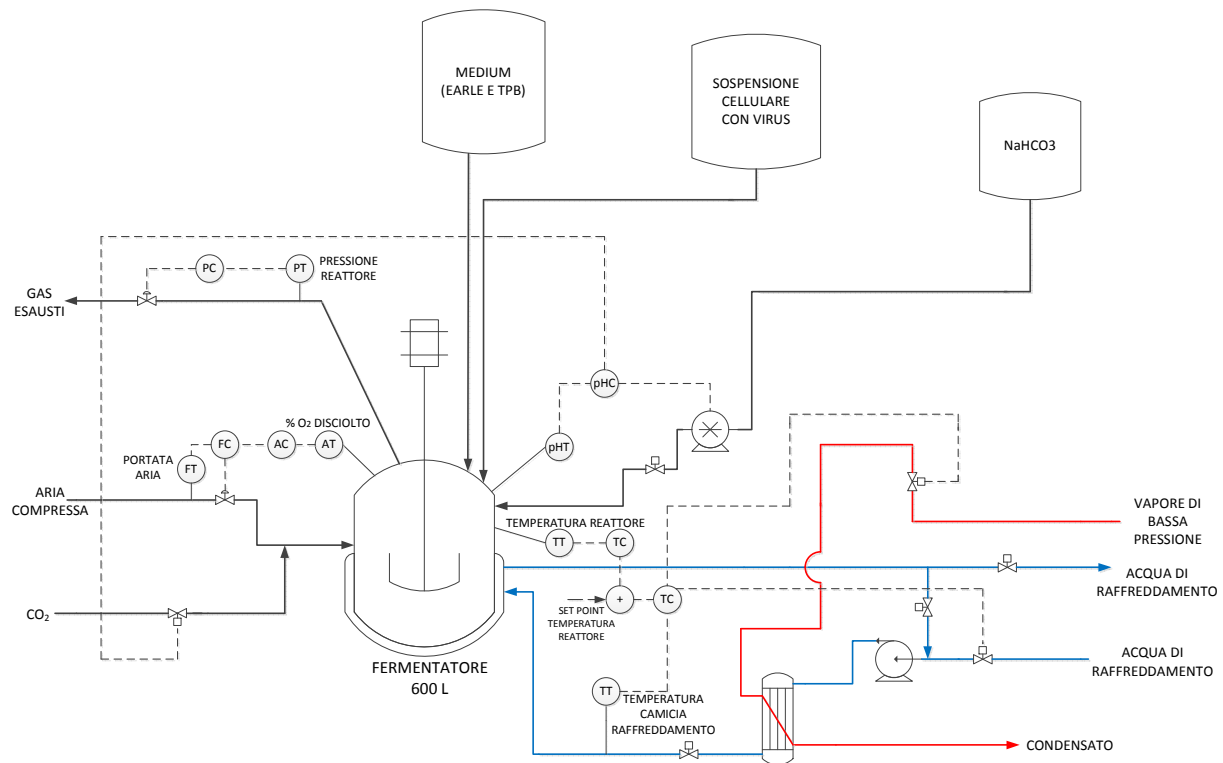 MEDIUM
(EARLE E TPB)
SOSPENSIONE
CELLULARE
CON VIRUS
NaHCO3
PC
PT
PRESSIONE
REATTORE
GAS
ESAUSTI
pHC
pHT
% O₂ DISCIOLTO
FC
AC
AT
PORTATA
ARIA
FT
ARIA
COMPRESSA
VAPORE DI
BASSA
PRESSIONE
TEMPERATURA REATTORE
TT
TC
ACQUA DI
RAFFREDDAMENTO
CO₂
+
TC
SET POINT
TEMPERATURA
REATTORE
ACQUA DI
RAFFREDDAMENTO
FERMENTATORE
600 L
TT
TEMPERATURA
CAMICIA
RAFFREDDAMENTO
CONDENSATO